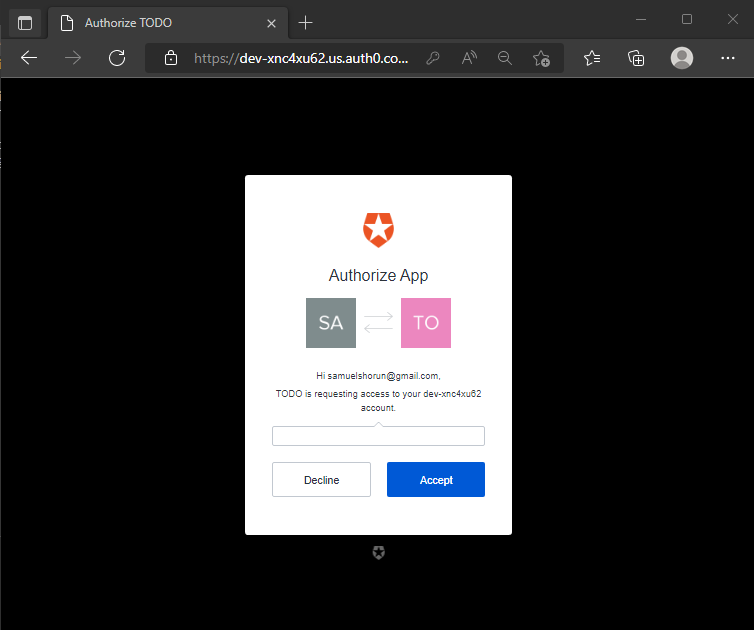 Authorize TODO
https://dev-xnc4xu62.us.auth0.co...
Authorize App
SA TO
Hi samuelshorun@gmail.com,
TODO is requesting access to your dev-xnc4xu62
account.
Decline Accept